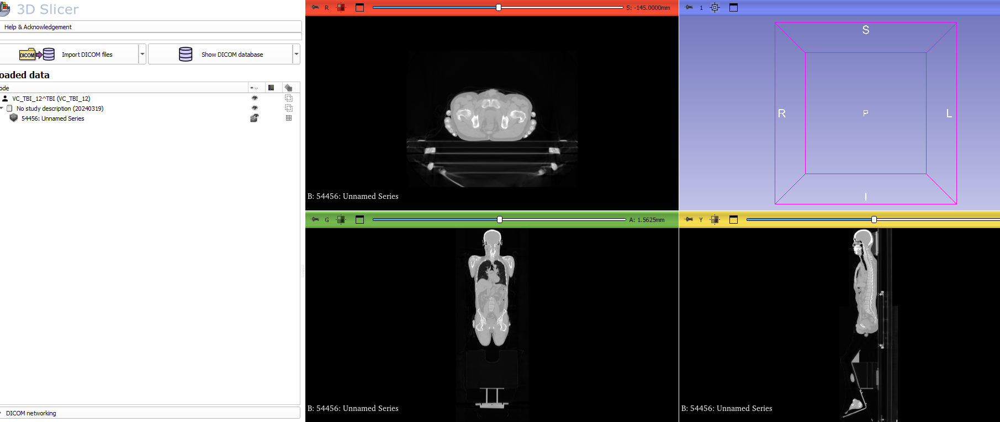 3D Slicer
Help & Acknowledgement
DICOM
Import DICOM files
Show DICOM database
oaded data
ode
VC_TBI_12^TBI (VC_TBI_12)
No study description (20240319)
54456: Unnamed Series
DICOM networking
R
S: -145.0000mm
B: 54456: Unnamed Series
1
S
R
P
L
I
G
A: 1.5625mm
B: 54456: Unnamed Series
Y
B: 54456: Unnamed Series